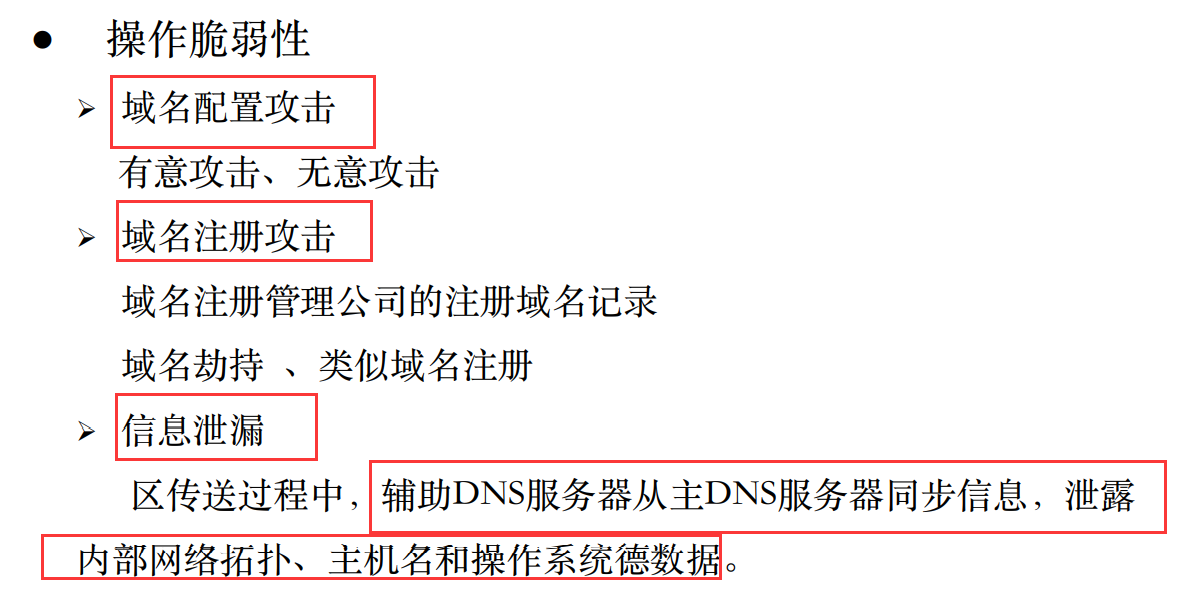 ● 操作脆弱性
➢ 域名配置攻击
有意攻击、无意攻击
➢ 域名注册攻击
域名注册管理公司的注册域名记录
域名劫持 、类似域名注册
➢ 信息泄漏
区传送过程中，辅助DNS服务器从主DNS服务器同步信息，泄露
内部网络拓扑、主机名和操作系统德数据。